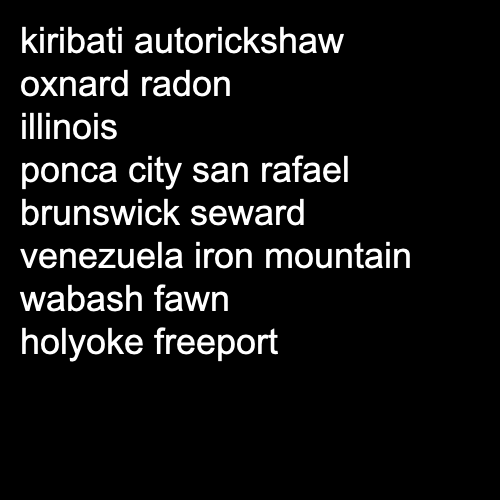 kiribati autorickshaw
oxnard radon
illinois
ponca city san rafael
brunswick seward
venezuela iron mountain
wabash fawn
holyoke freeport